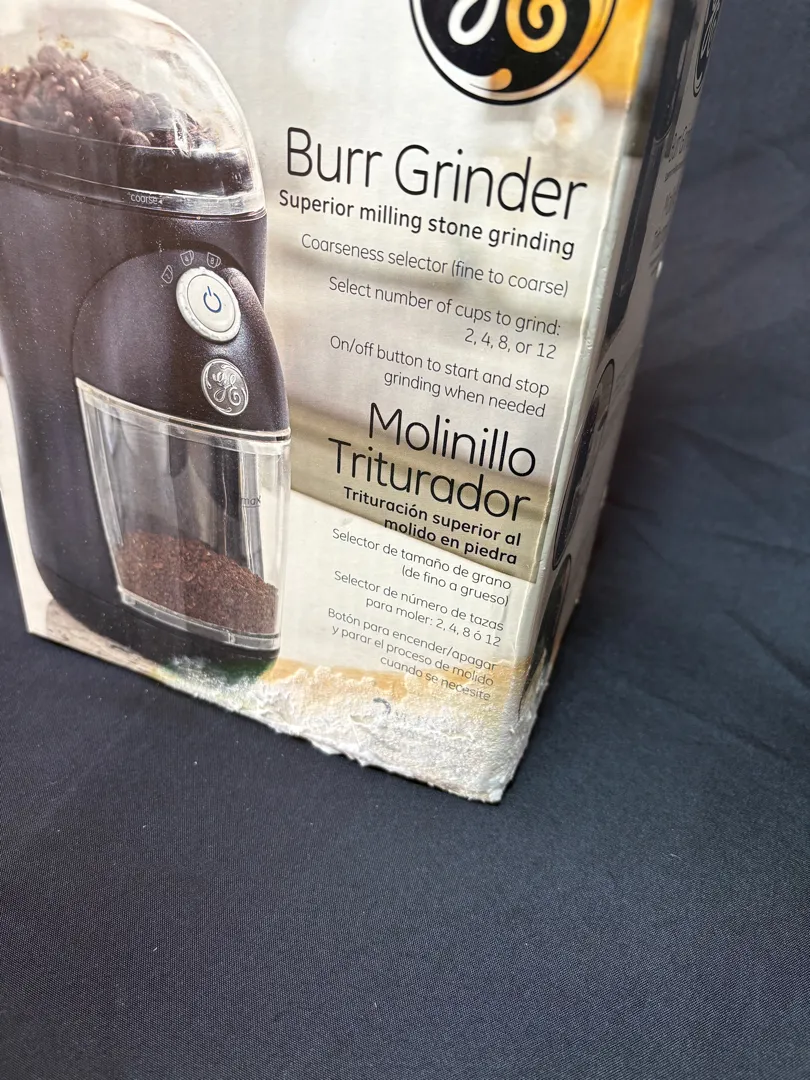 Burr Grinder
Superior milling stone grinding
Coarseness selector (fine to coarse)
Select number of cups to grind:
2, 4, 8, or 12
On/off button to start and stop
grinding when needed
Molinillo
Triturador
Trituración superior al
molido en piedra
Selector de tamaño de grano
(de fino a grueso)
Selector de número de tazas
para moler: 2, 4, 8 ó 12
Botón para encender/apagar
y parar el proceso de molido
cuando se necesite
coarse
4
8
max